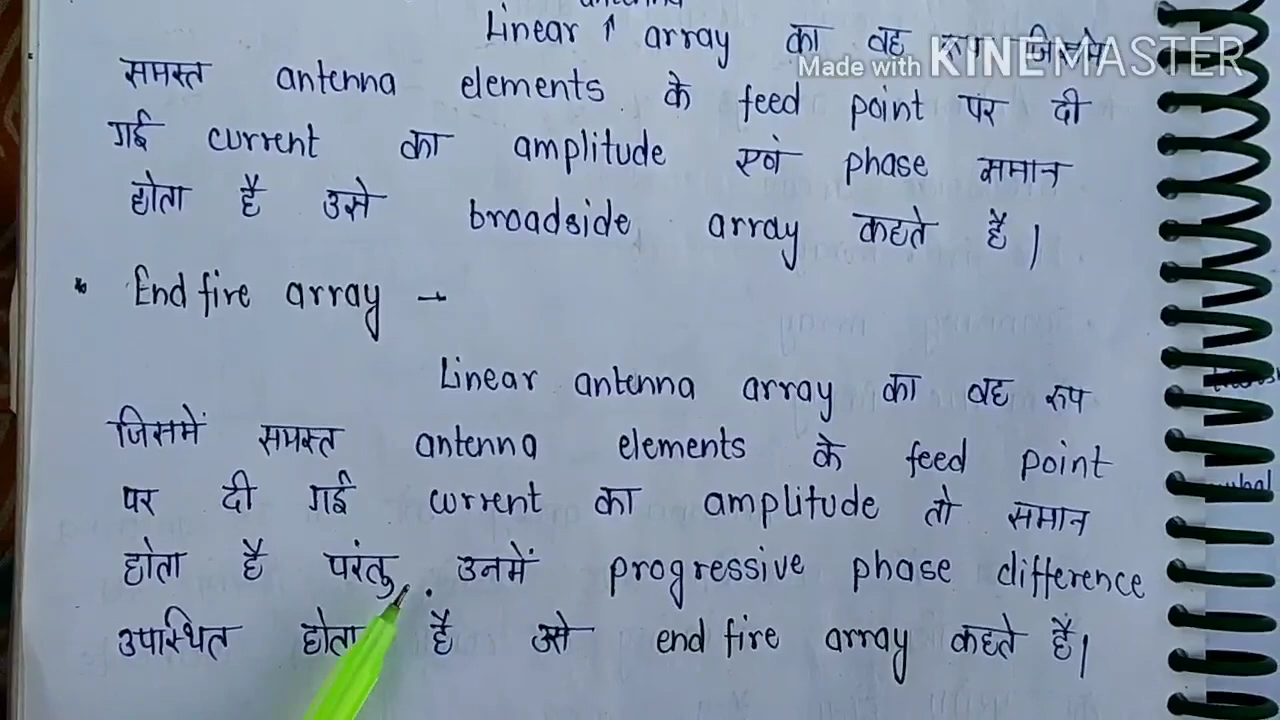 antenna
Linear ↑ array का वह रूप जिसमे
Made with KINEMASTER
समस्त antenna elements के feed point पर दी
गई current का amplitude एवं phase समान
होता है उसे broadside array कहते है।
* End fire array →
Linear antenna array का वह रूप
जिसमें समस्त antenna elements के feed point
पर दी गई current का amplitude तो समान
होता है परंतु उनमें progressive phase difference
उपस्थित होता है उसे end fire array कहते है।